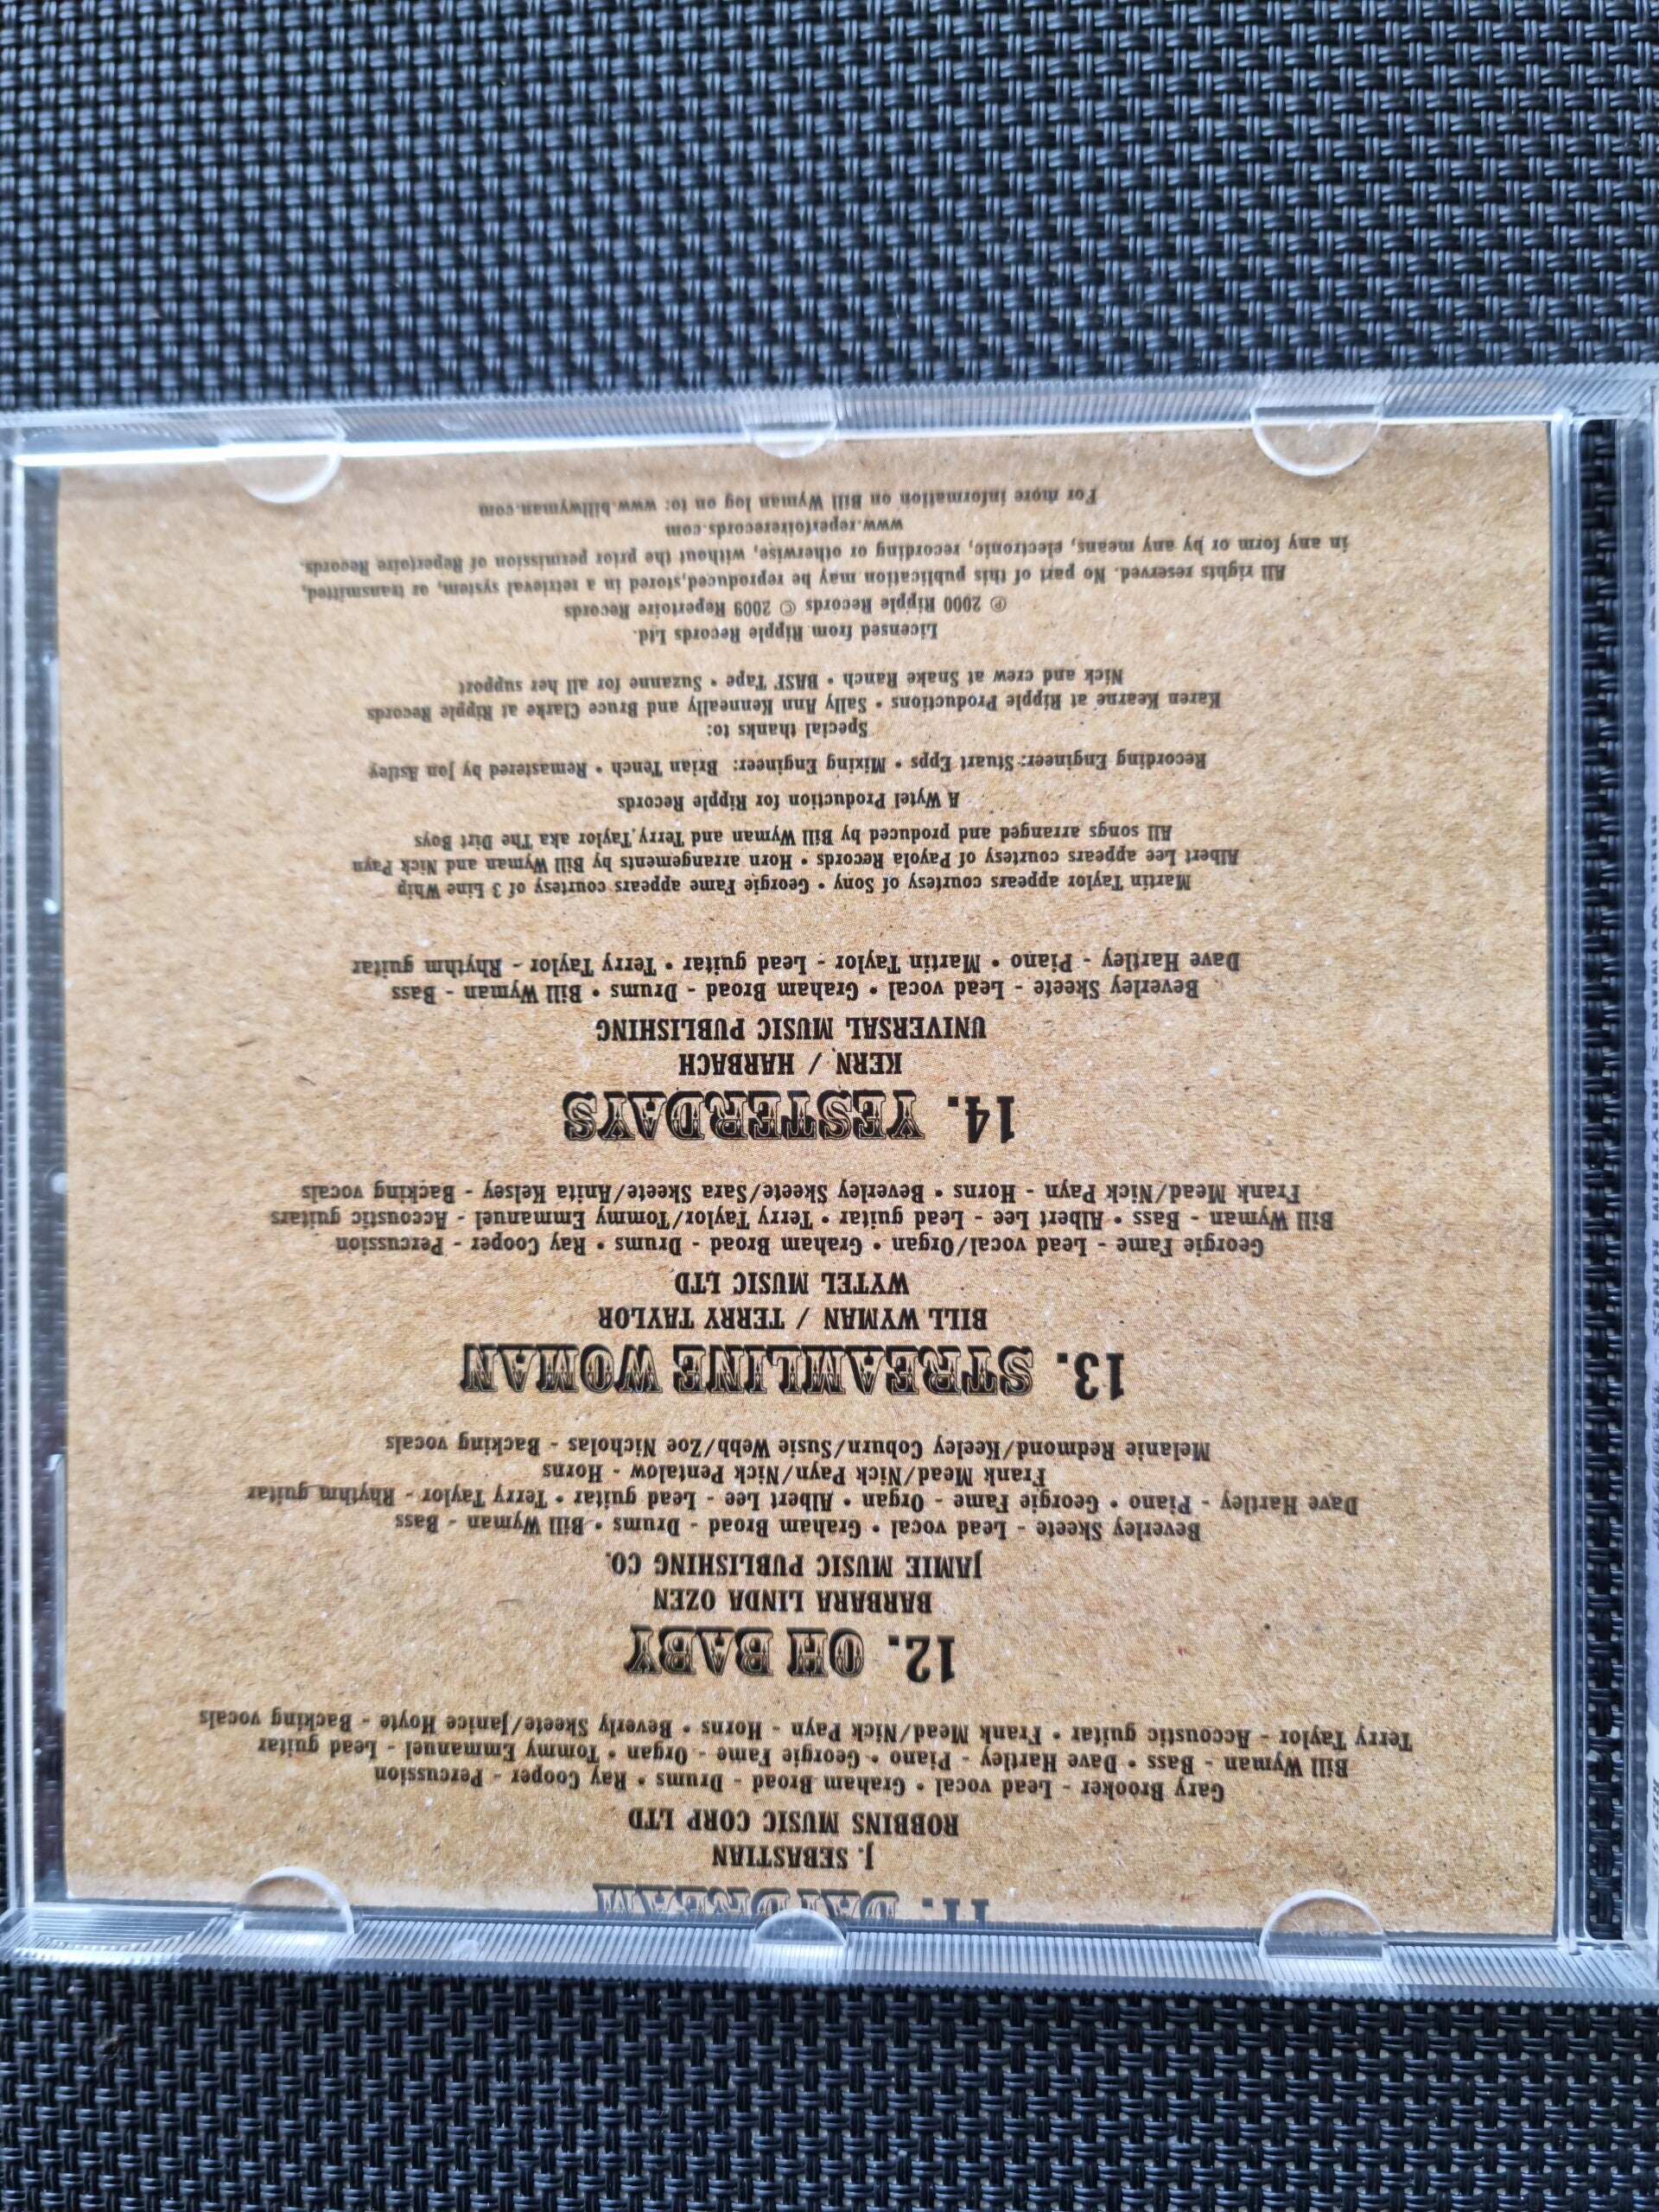 11. DAYDREAM
J. SEBASTIAN
ROBBINS MUSIC CORP LTD
Gary Brooker - Lead vocal • Graham Broad - Drums • Ray Cooper - Percussion
Bill Wyman - Bass • Dave Hartley - Piano • Georgie Fame - Organ • Tommy Emmanuel - Lead guitar
Terry Taylor - Accoustic guitar • Frank Mead/Nick Payn - Horns • Beverly Skeete/Janice Hoyte - Backing vocals
12. OH BABY
BARBARA LINDA OZEN
JAMIE MUSIC PUBLISHING CO.
Beverley Skeete - Lead vocal • Graham Broad - Drums • Bill Wyman - Bass
Dave Hartley - Piano • Georgie Fame - Organ • Albert Lee - Lead guitar • Terry Taylor - Rhythm guitar
Frank Mead/Nick Payn/Nick Pentalow - Horns
Melanie Redmond/Keeley Coburn/Susie Webb/Zoe Nicholas - Backing vocals
13. STREAMLINE WOMAN
BILL WYMAN / TERRY TAYLOR
WYTEL MUSIC LTD
Georgie Fame - Lead vocal/Organ • Graham Broad - Drums • Ray Cooper - Percussion
Bill Wyman - Bass • Albert Lee - Lead guitar • Terry Taylor/Tommy Emmanuel - Accoustic guitars
Frank Mead/Nick Payn - Horns • Beverley Skeete/Sara Skeete/Anita Kelsey - Backing vocals
14. YESTERDAYS
KERN / HARBACH
UNIVERSAL MUSIC PUBLISHING
Beverley Skeete - Lead vocal • Graham Broad - Drums • Bill Wyman - Bass
Dave Hartley - Piano • Martin Taylor - Lead guitar • Terry Taylor - Rhythm guitar
Martin Taylor appears courtesy of Sony • Georgie Fame appears courtesy of 3 Line Whip
Albert Lee appears courtesy of Payola Records • Horn arrangements by Bill Wyman and Nick Payn
All songs arranged and produced by Bill Wyman and Terry Taylor aka The Dirt Boys
A Wytel Production for Ripple Records
Recording Engineer: Stuart Epps • Mixing Engineer: Brian Tench • Remastered by Jon Astley
Special thanks to:
Karen Kearne at Ripple Productions • Sally Ann Kenneally and Bruce Clarke at Ripple Records
Nick and crew at Snake Ranch • BASF Tape • Suzanne for all her support
Licensed from Ripple Records Ltd.
℗ 2000 Ripple Records © 2009 Repertoire Records
All rights reserved. No part of this publication may be reproduced,stored in a retrieval system, or transmitted,
in any form or by any means, electronic, recording or otherwise, without the prior permission of Repertoire Records.
www.repertoirerecords.com
For more information on Bill Wyman log on to: www.billwyman.com